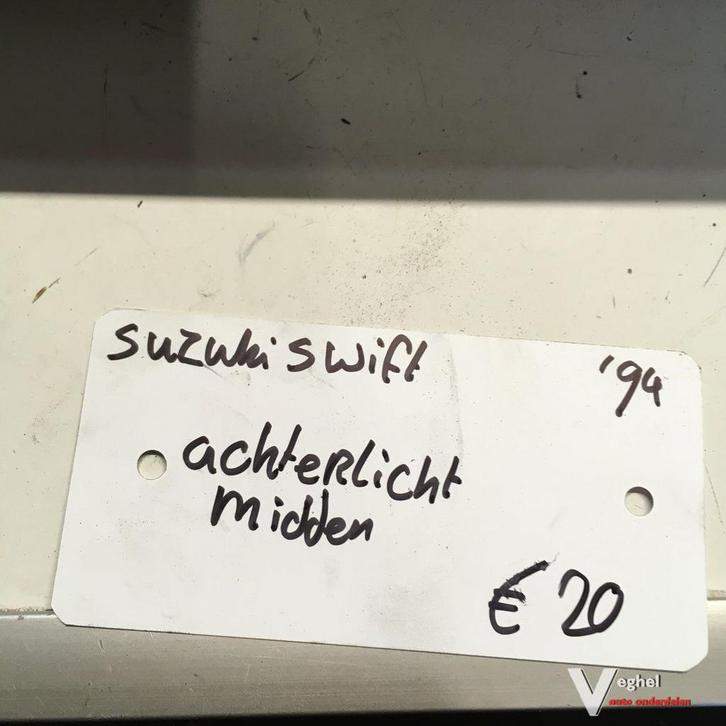 suzuki swift '94
achterlicht
midden
€ 20
Veghel
auto onderdelen